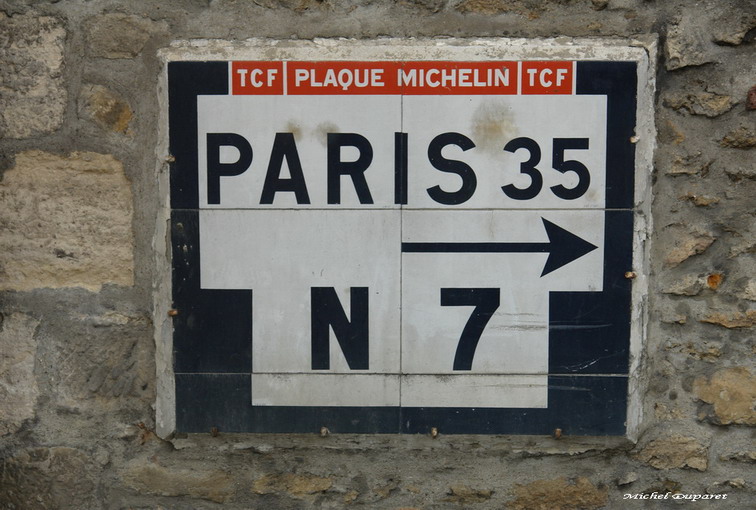 TCF PLAQUE MICHELIN TCF
PARIS 35
N 7
Michel Duparet